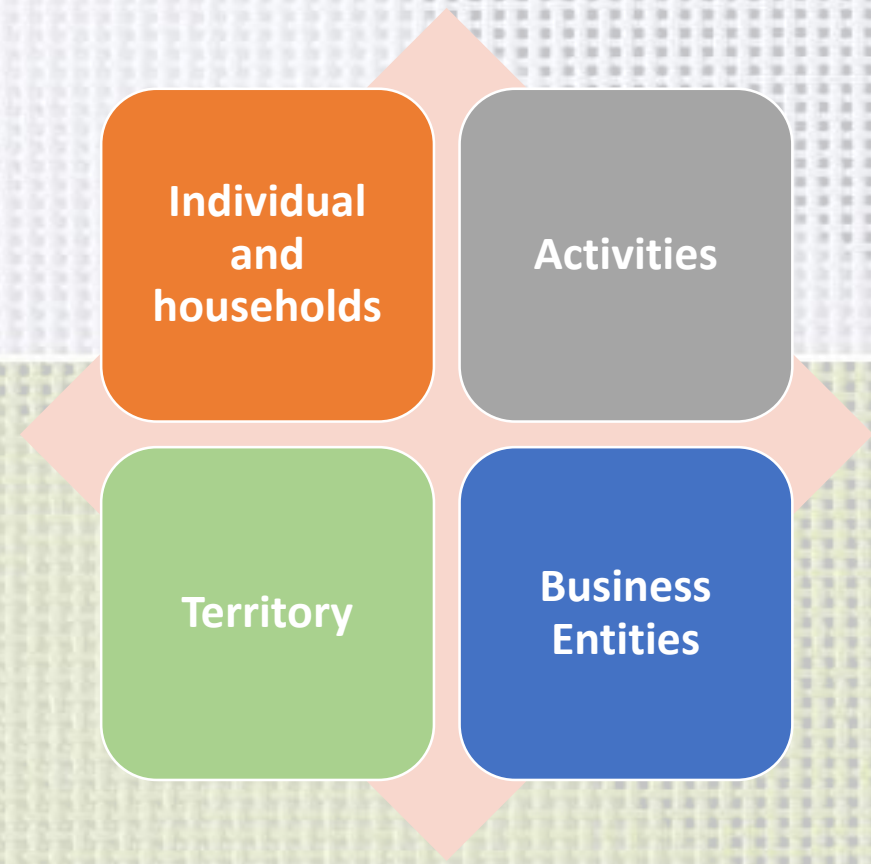 Individual
and
households
Activities
Territory
Business
Entities